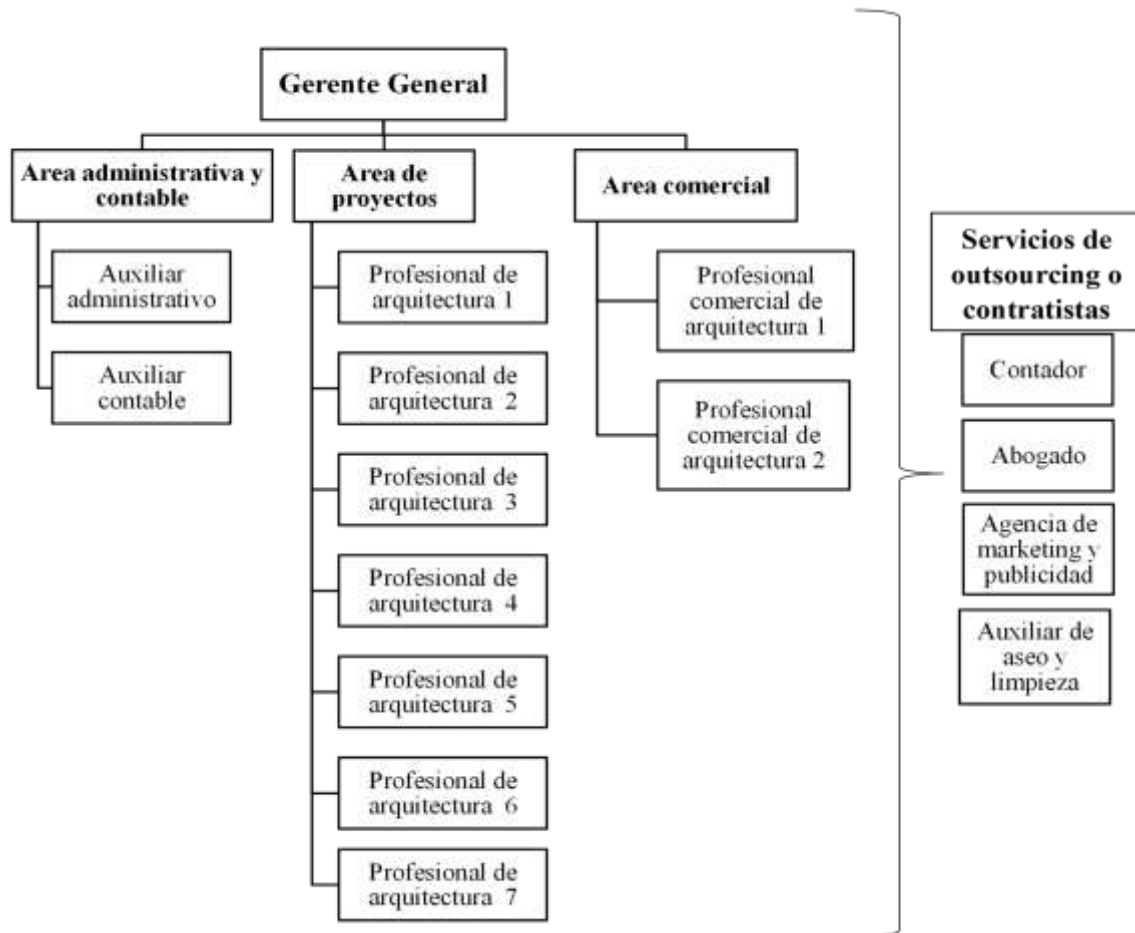 Gerente General
Area administrativa y
contable
Auxiliar
administrativo
Auxiliar
contable
Area de
proyectos
Profesional de
arquitectura 1
Profesional de
arquitectura 2
Profesional de
arquitectura 3
Profesional de
arquitectura 4
Profesional de
arquitectura 5
Profesional de
arquitectura 6
Profesional de
arquitectura 7
Area comercial
Profesional
comercial de
arquitectura 1
Profesional
comercial de
arquitectura 2
Servicios de
outsourcing o
contratistas
Contador
Abogado
Agencia de
marketing y
publicidad
Auxiliar de
aseo y
limpieza